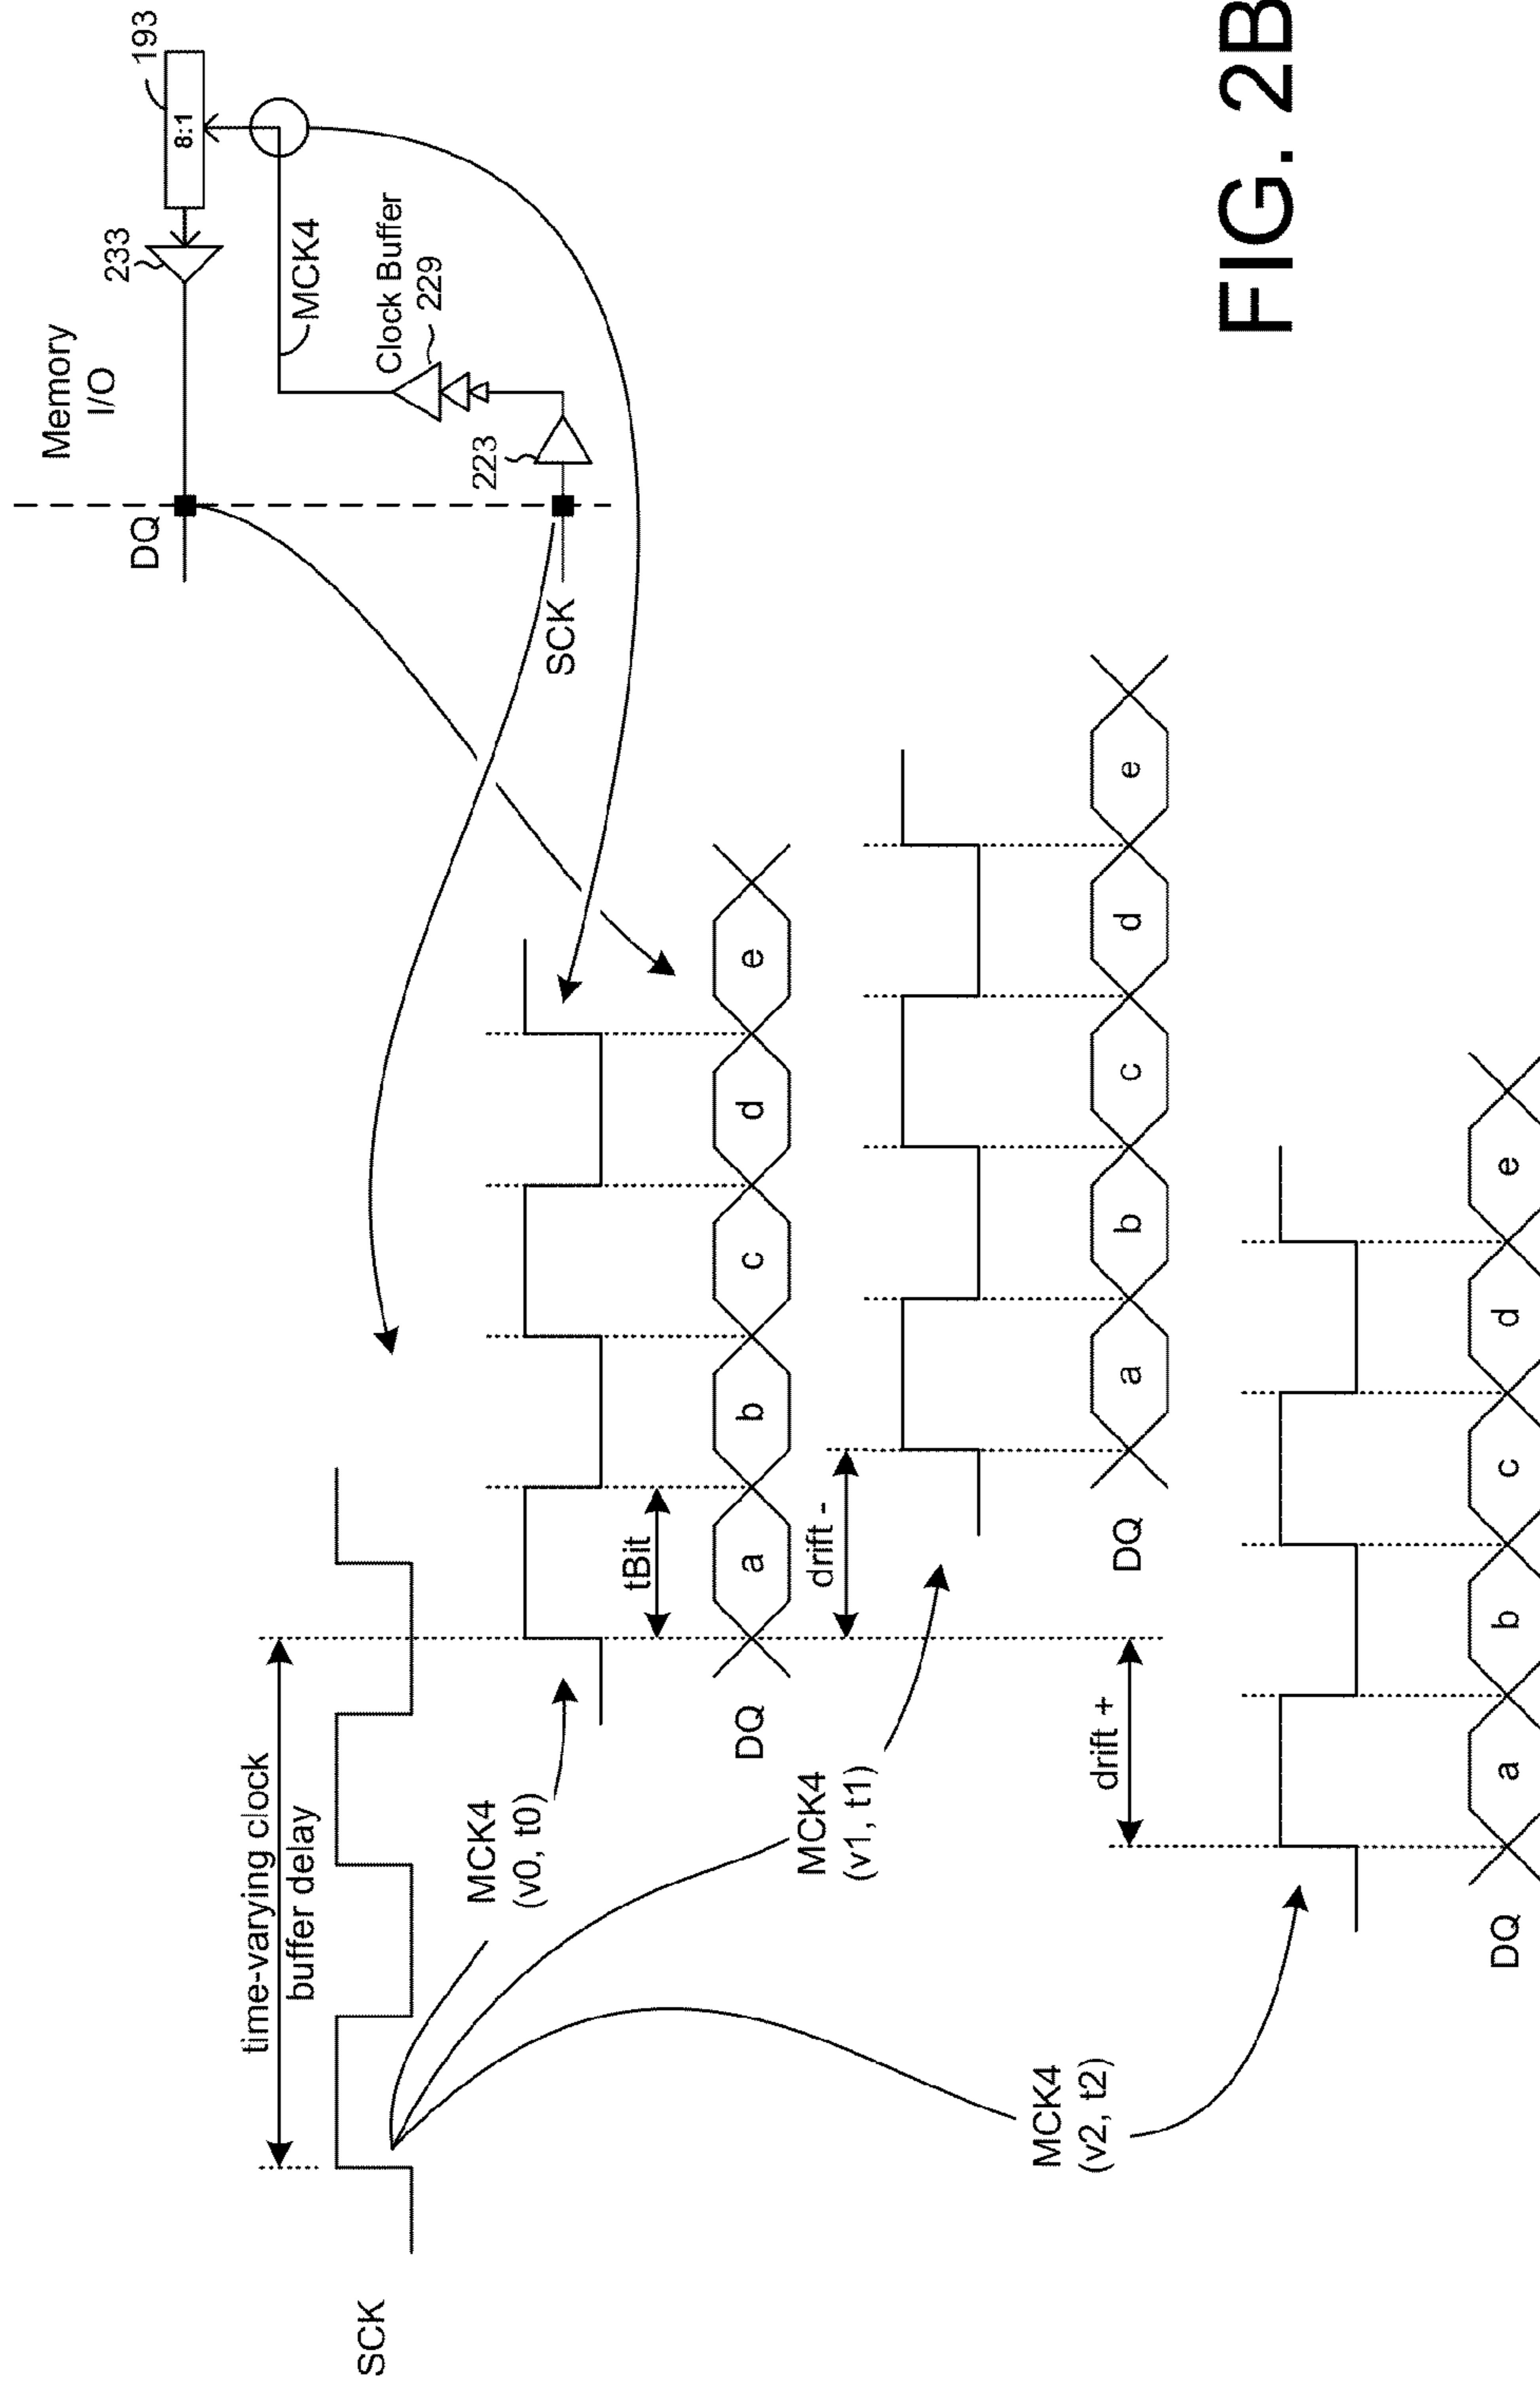 Memory
I/O
DQ
233
193
8:1
MCK4
Clock Buffer
229
223
SCK
time-varying clock
buffer delay
SCK
MCK4
(v0, t0)
tBit
DQ
a
b
c
d
e
drift -
MCK4
(v1, t1)
DQ
a
b
c
d
e
drift +
MCK4
(v2, t2)
DQ
a
b
c
d
e
FIG. 2B